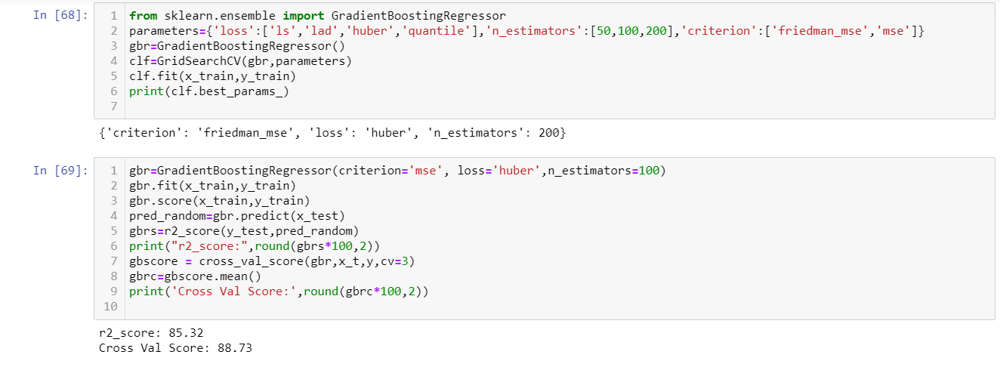 In [68]:
1 from sklearn.ensemble import GradientBoostingRegressor
2 parameters={'loss':['ls','lad','huber','quantile'],'n_estimators':[50,100,200],'criterion':['friedman_mse','mse']}
3 gbr=GradientBoostingRegressor()
4 clf=GridSearchCV(gbr,parameters)
5 clf.fit(x_train,y_train)
6 print(clf.best_params_)
7
{'criterion': 'friedman_mse', 'loss': 'huber', 'n_estimators': 200}
In [69]:
1 gbr=GradientBoostingRegressor(criterion='mse', loss='huber',n_estimators=100)
2 gbr.fit(x_train,y_train)
3 gbr.score(x_train,y_train)
4 pred_random=gbr.predict(x_test)
5 gbrs=r2_score(y_test,pred_random)
6 print("r2_score:",round(gbrs*100,2))
7 gbscore = cross_val_score(gbr,x_t,y,cv=3)
8 gbrc=gbscore.mean()
9 print('Cross Val Score:',round(gbrc*100,2))
10
r2_score: 85.32
Cross Val Score: 88.73